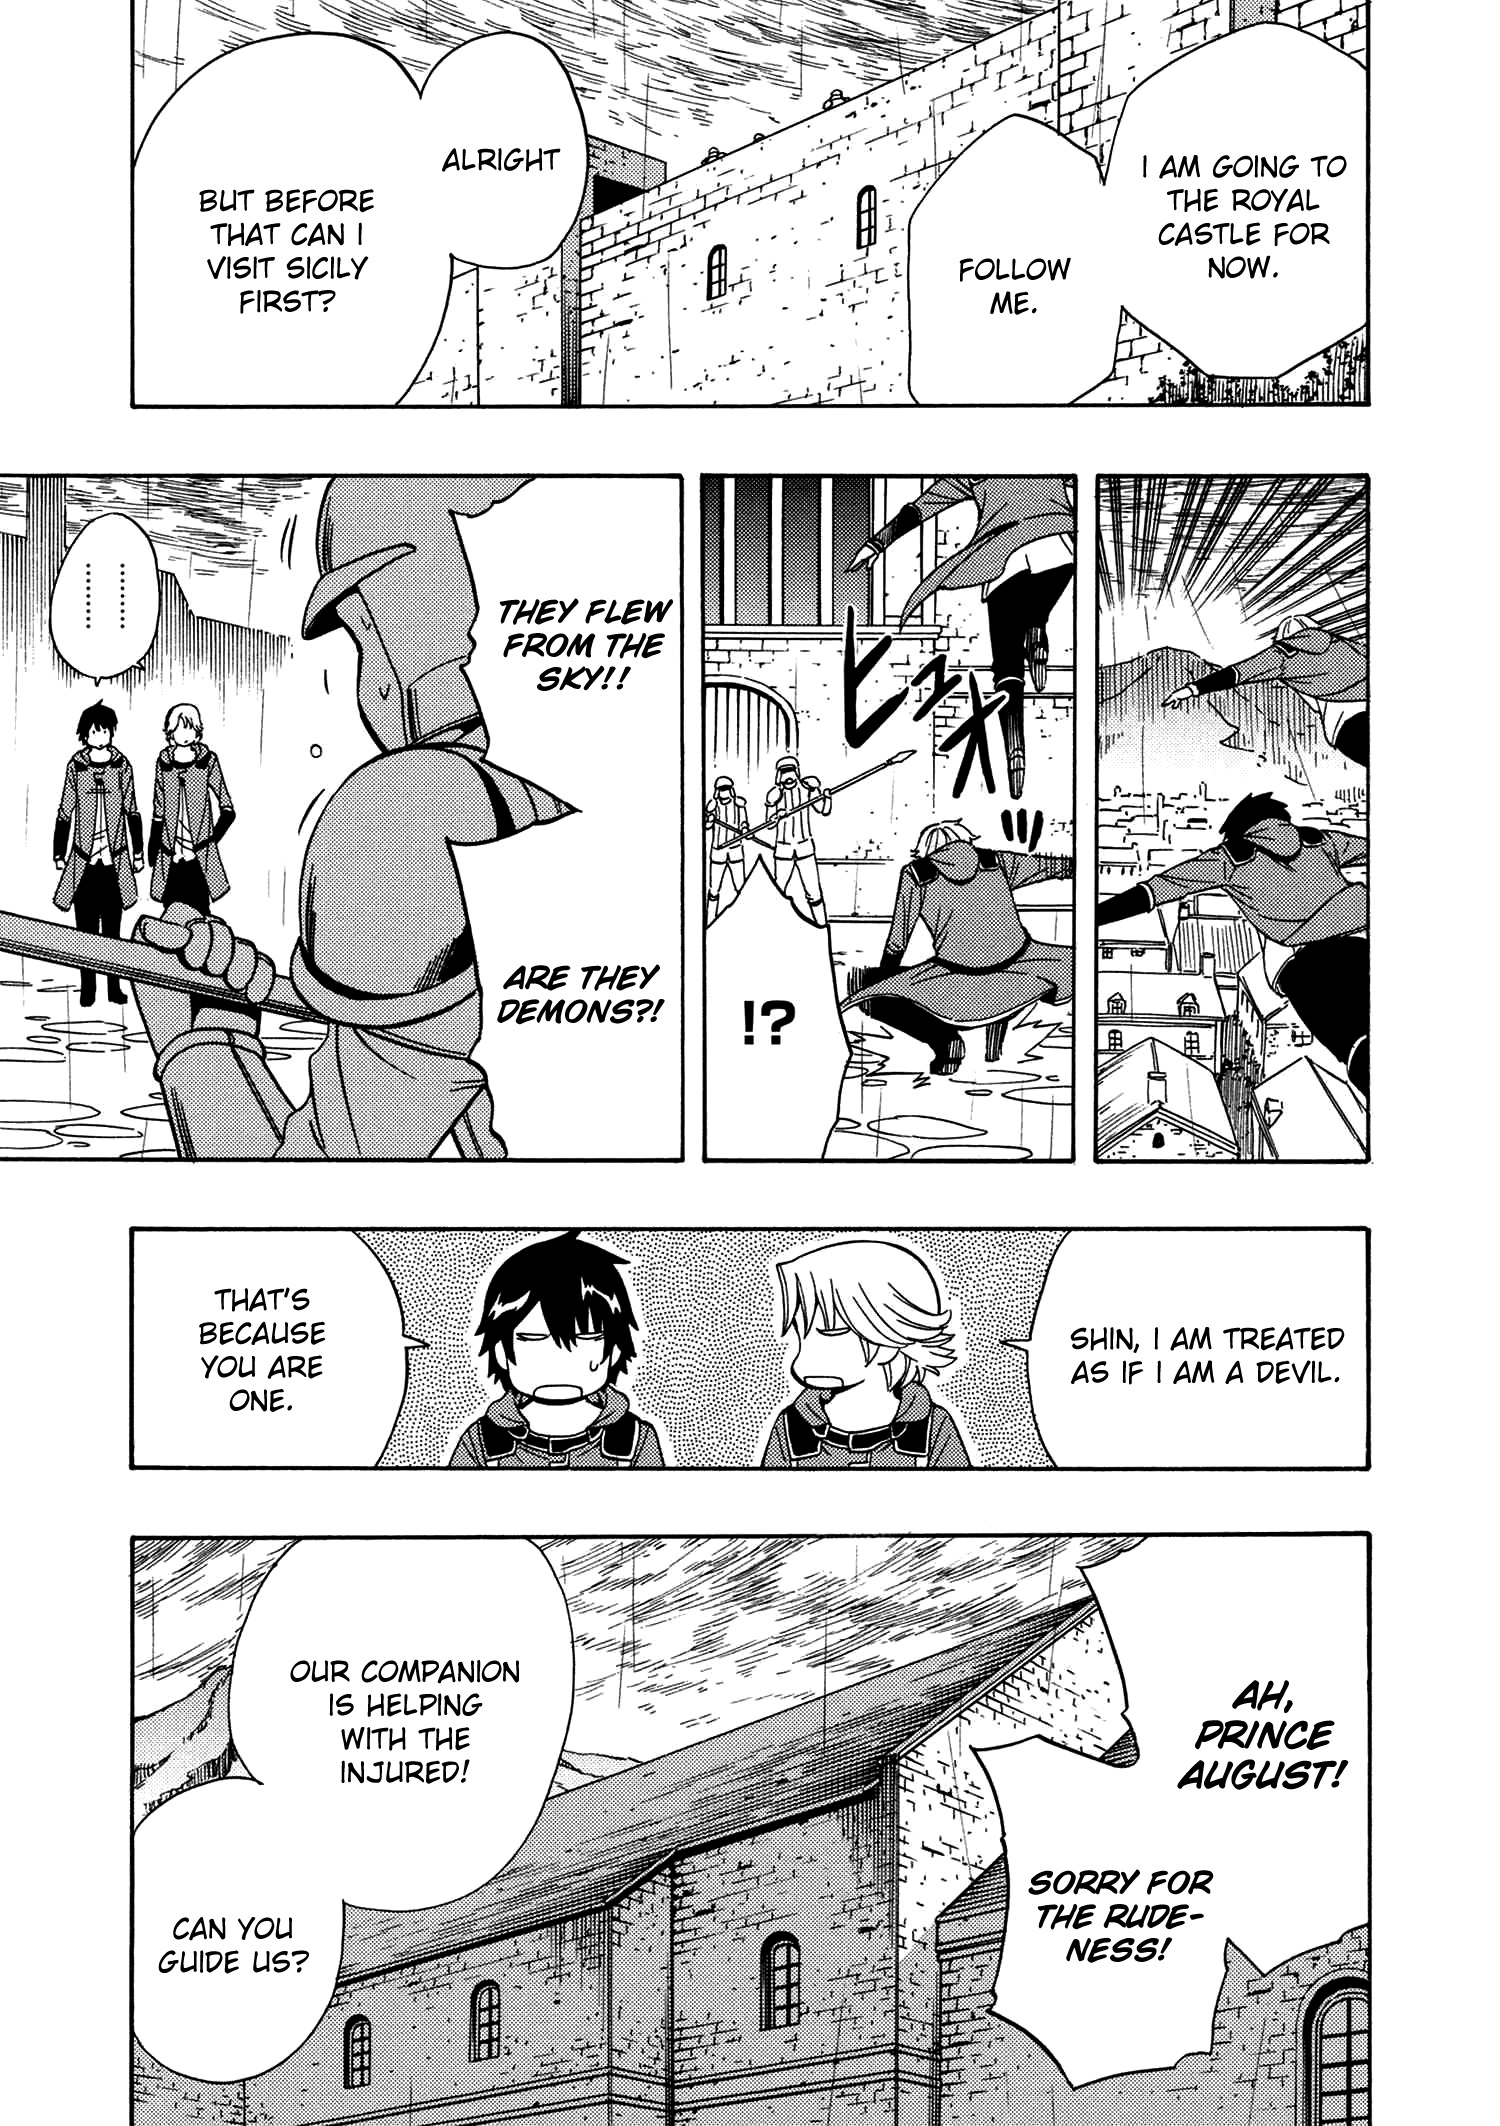 I AM GOING TO
THE ROYAL
CASTLE FOR
NOW.
FOLLOW
ME.
ALRIGHT
BUT BEFORE
THAT CAN I
VISIT SICILY
FIRST?
ヒュオッ
!?
THEY FLEW
FROM THE
SKY!!
ARE THEY
DEMONS?!
............
SHIN, I AM TREATED
AS IF I AM A DEVIL.
THAT'S
BECAUSE
YOU ARE
ONE.
AH,
PRINCE
AUGUST!
SORRY FOR
THE RUDE-
NESS!
OUR COMPANION
IS HELPING
WITH THE
INJURED!
CAN YOU
GUIDE US?